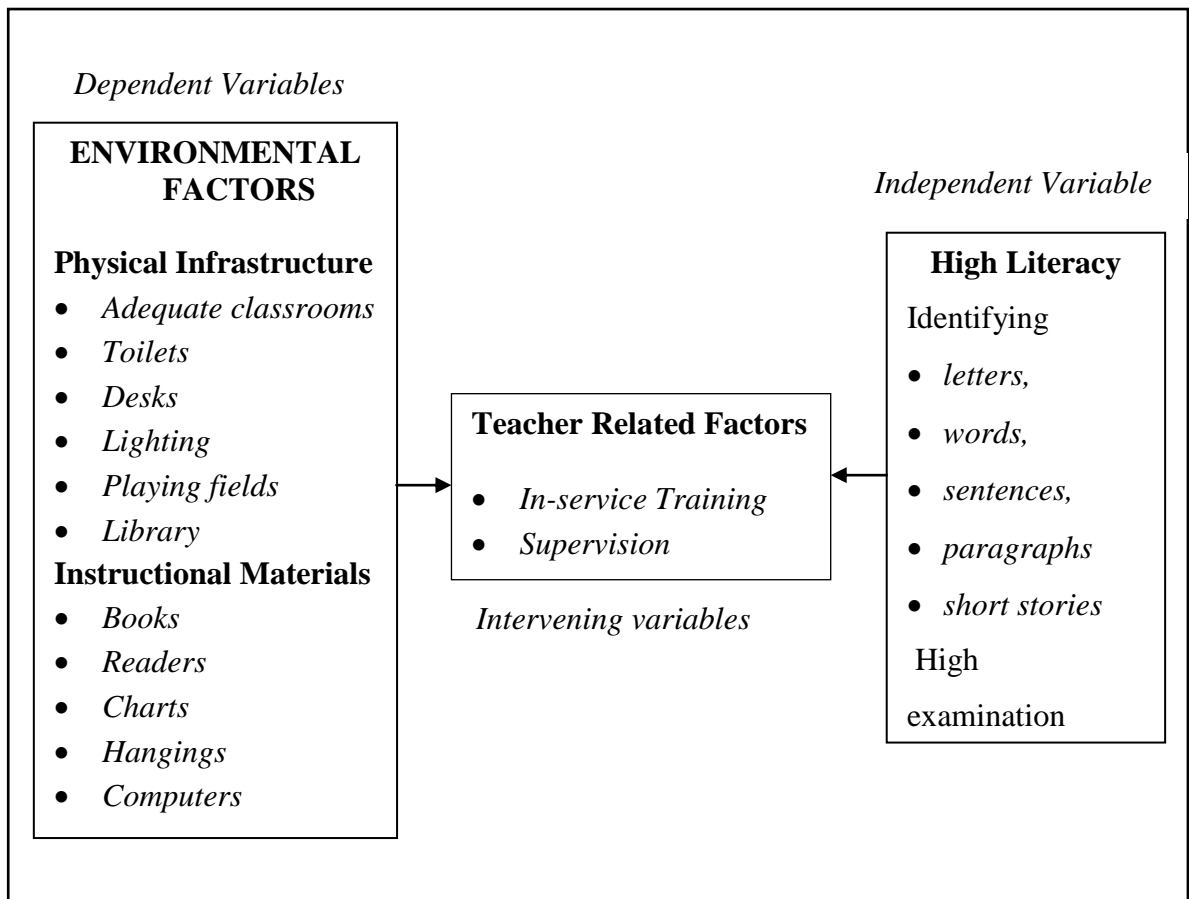 Dependent Variables
ENVIRONMENTAL
FACTORS
Physical Infrastructure
• Adequate classrooms
• Toilets
• Desks
• Lighting
• Playing fields
• Library
Instructional Materials
• Books
• Readers
• Charts
• Hangings
• Computers
Teacher Related Factors
• In-service Training
• Supervision
Intervening variables
Independent Variable
High Literacy
Identifying
• letters,
• words,
• sentences,
• paragraphs
• short stories
High
examination